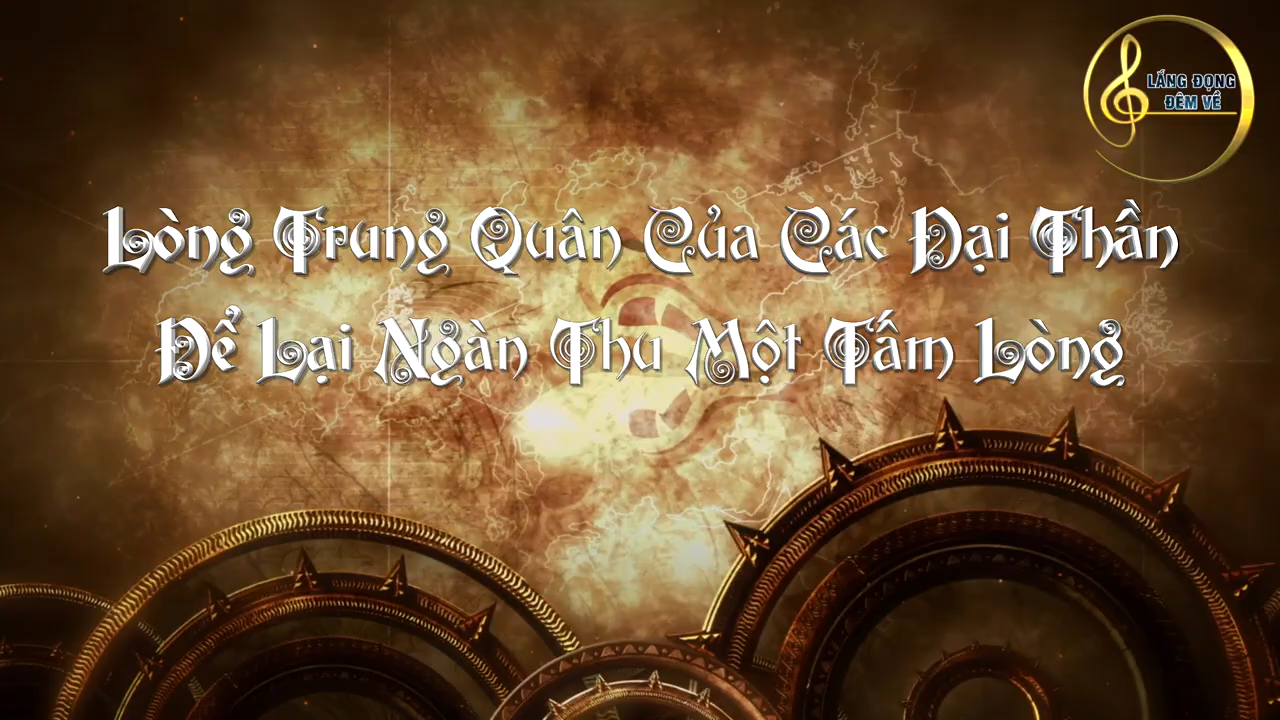 LẮNG ĐỌNG
ĐÊM VỀ
Lòng Trung Quân Của Các Đại Thần
Để Lại Ngàn Thu Một Tấm Lòng